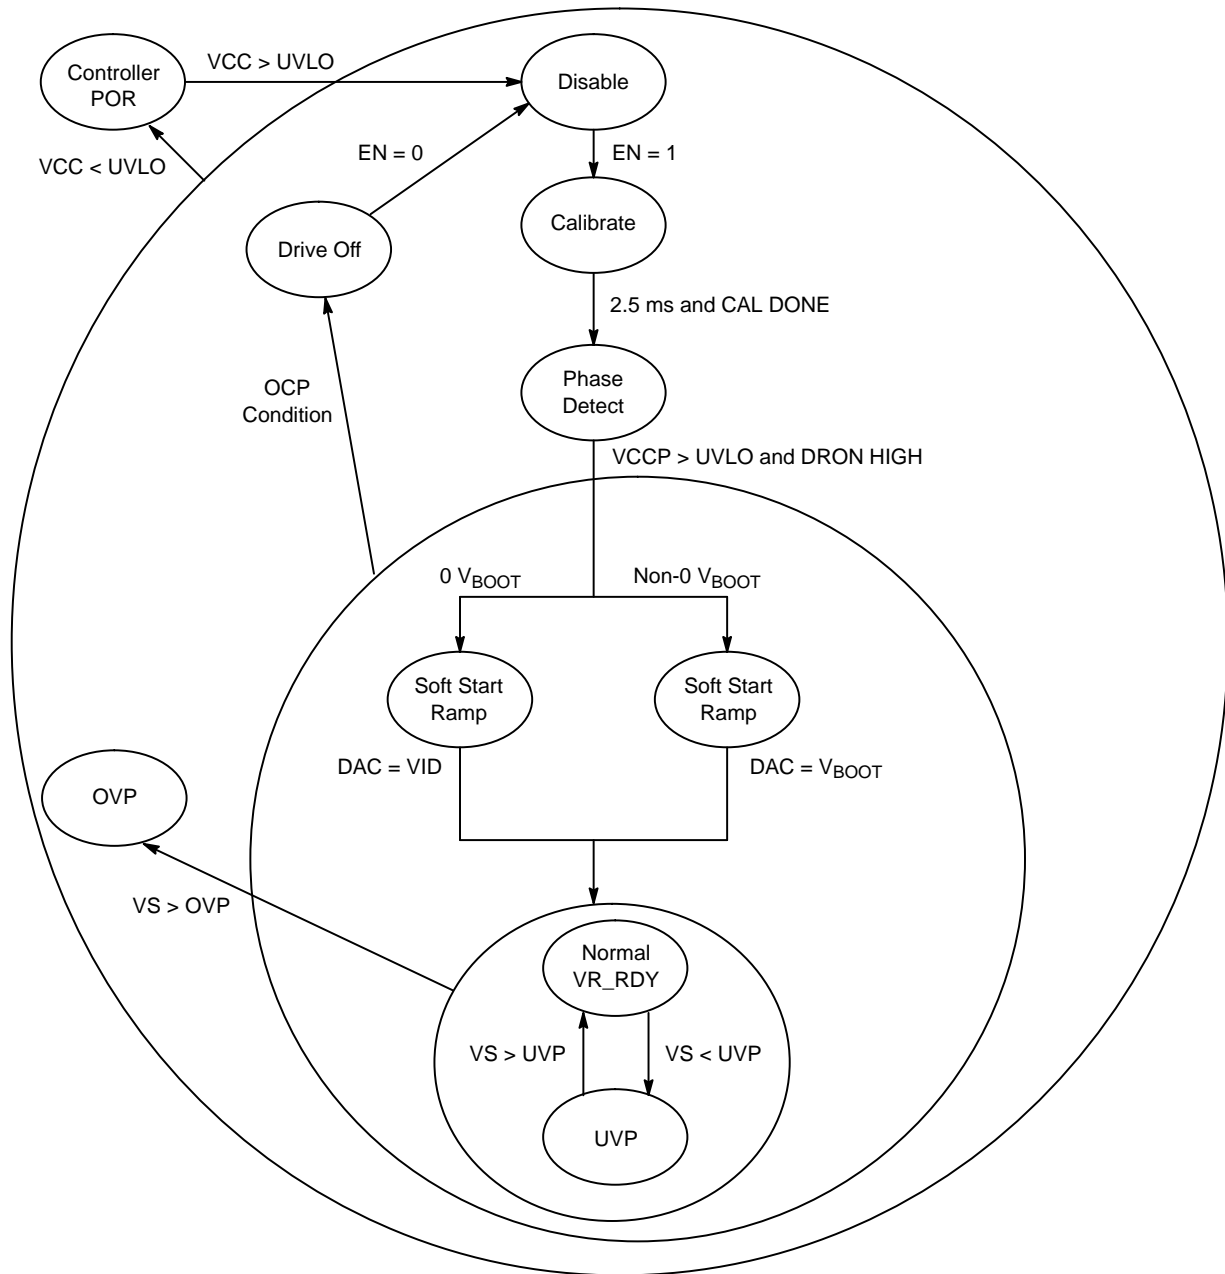 VCC > UVLO
Controller
POR
Disable
VCC < UVLO
EN = 0
EN = 1
Calibrate
Drive Off
2.5 ms and CAL DONE
Phase
Detect
OCP
Condition
VCCP > UVLO and DRON HIGH
0 VBOOT
Non-0 VBOOT
Soft Start
Ramp
Soft Start
Ramp
DAC = VID
DAC = VBOOT
OVP
VS > OVP
Normal
VR_RDY
VS > UVP
VS < UVP
UVP